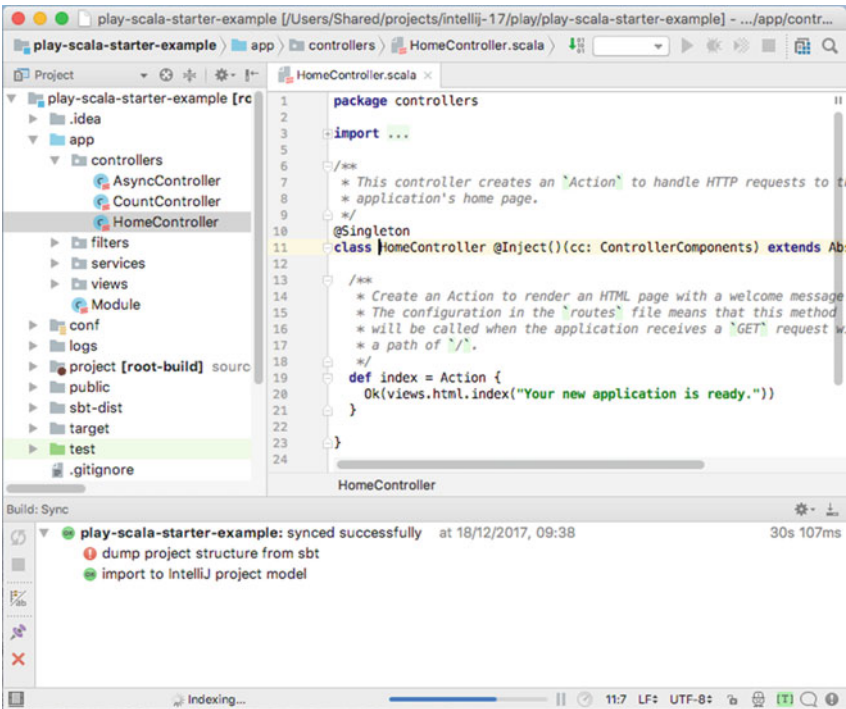 play-scala-starter-example [/Users/Shared/projects/intellij-17/play/play-scala-starter-example] - .../app/contr...
play-scala-starter-example app controllers HomeController.scala
Project
HomeController.scala
play-scala-starter-example [ro
.idea
app
controllers
AsyncController
CountController
HomeController
filters
services
views
Module
conf
logs
project [root-build] sourc
public
sbt-dist
target
test
.gitignore
1 package controllers
2
3 import ...
5
6 /**
7 * This controller creates an `Action` to handle HTTP requests to t
8 * application's home page.
9 */
10 @Singleton
11 class HomeController @Inject()(cc: ControllerComponents) extends Abs
12
13 /**
14 * Create an Action to render an HTML page with a welcome message
15 * The configuration in the `routes` file means that this method
16 * will be called when the application receives a `GET` request w
17 * a path of `/`.
18 */
19 def index = Action {
20 Ok(views.html.index("Your new application is ready."))
21 }
22
23 }
24
HomeController
Build: Sync
play-scala-starter-example: synced successfully at 18/12/2017, 09:38 30s 107ms
dump project structure from sbt
import to IntelliJ project model
Indexing... 11:7 LF÷ UTF-8÷ [T]